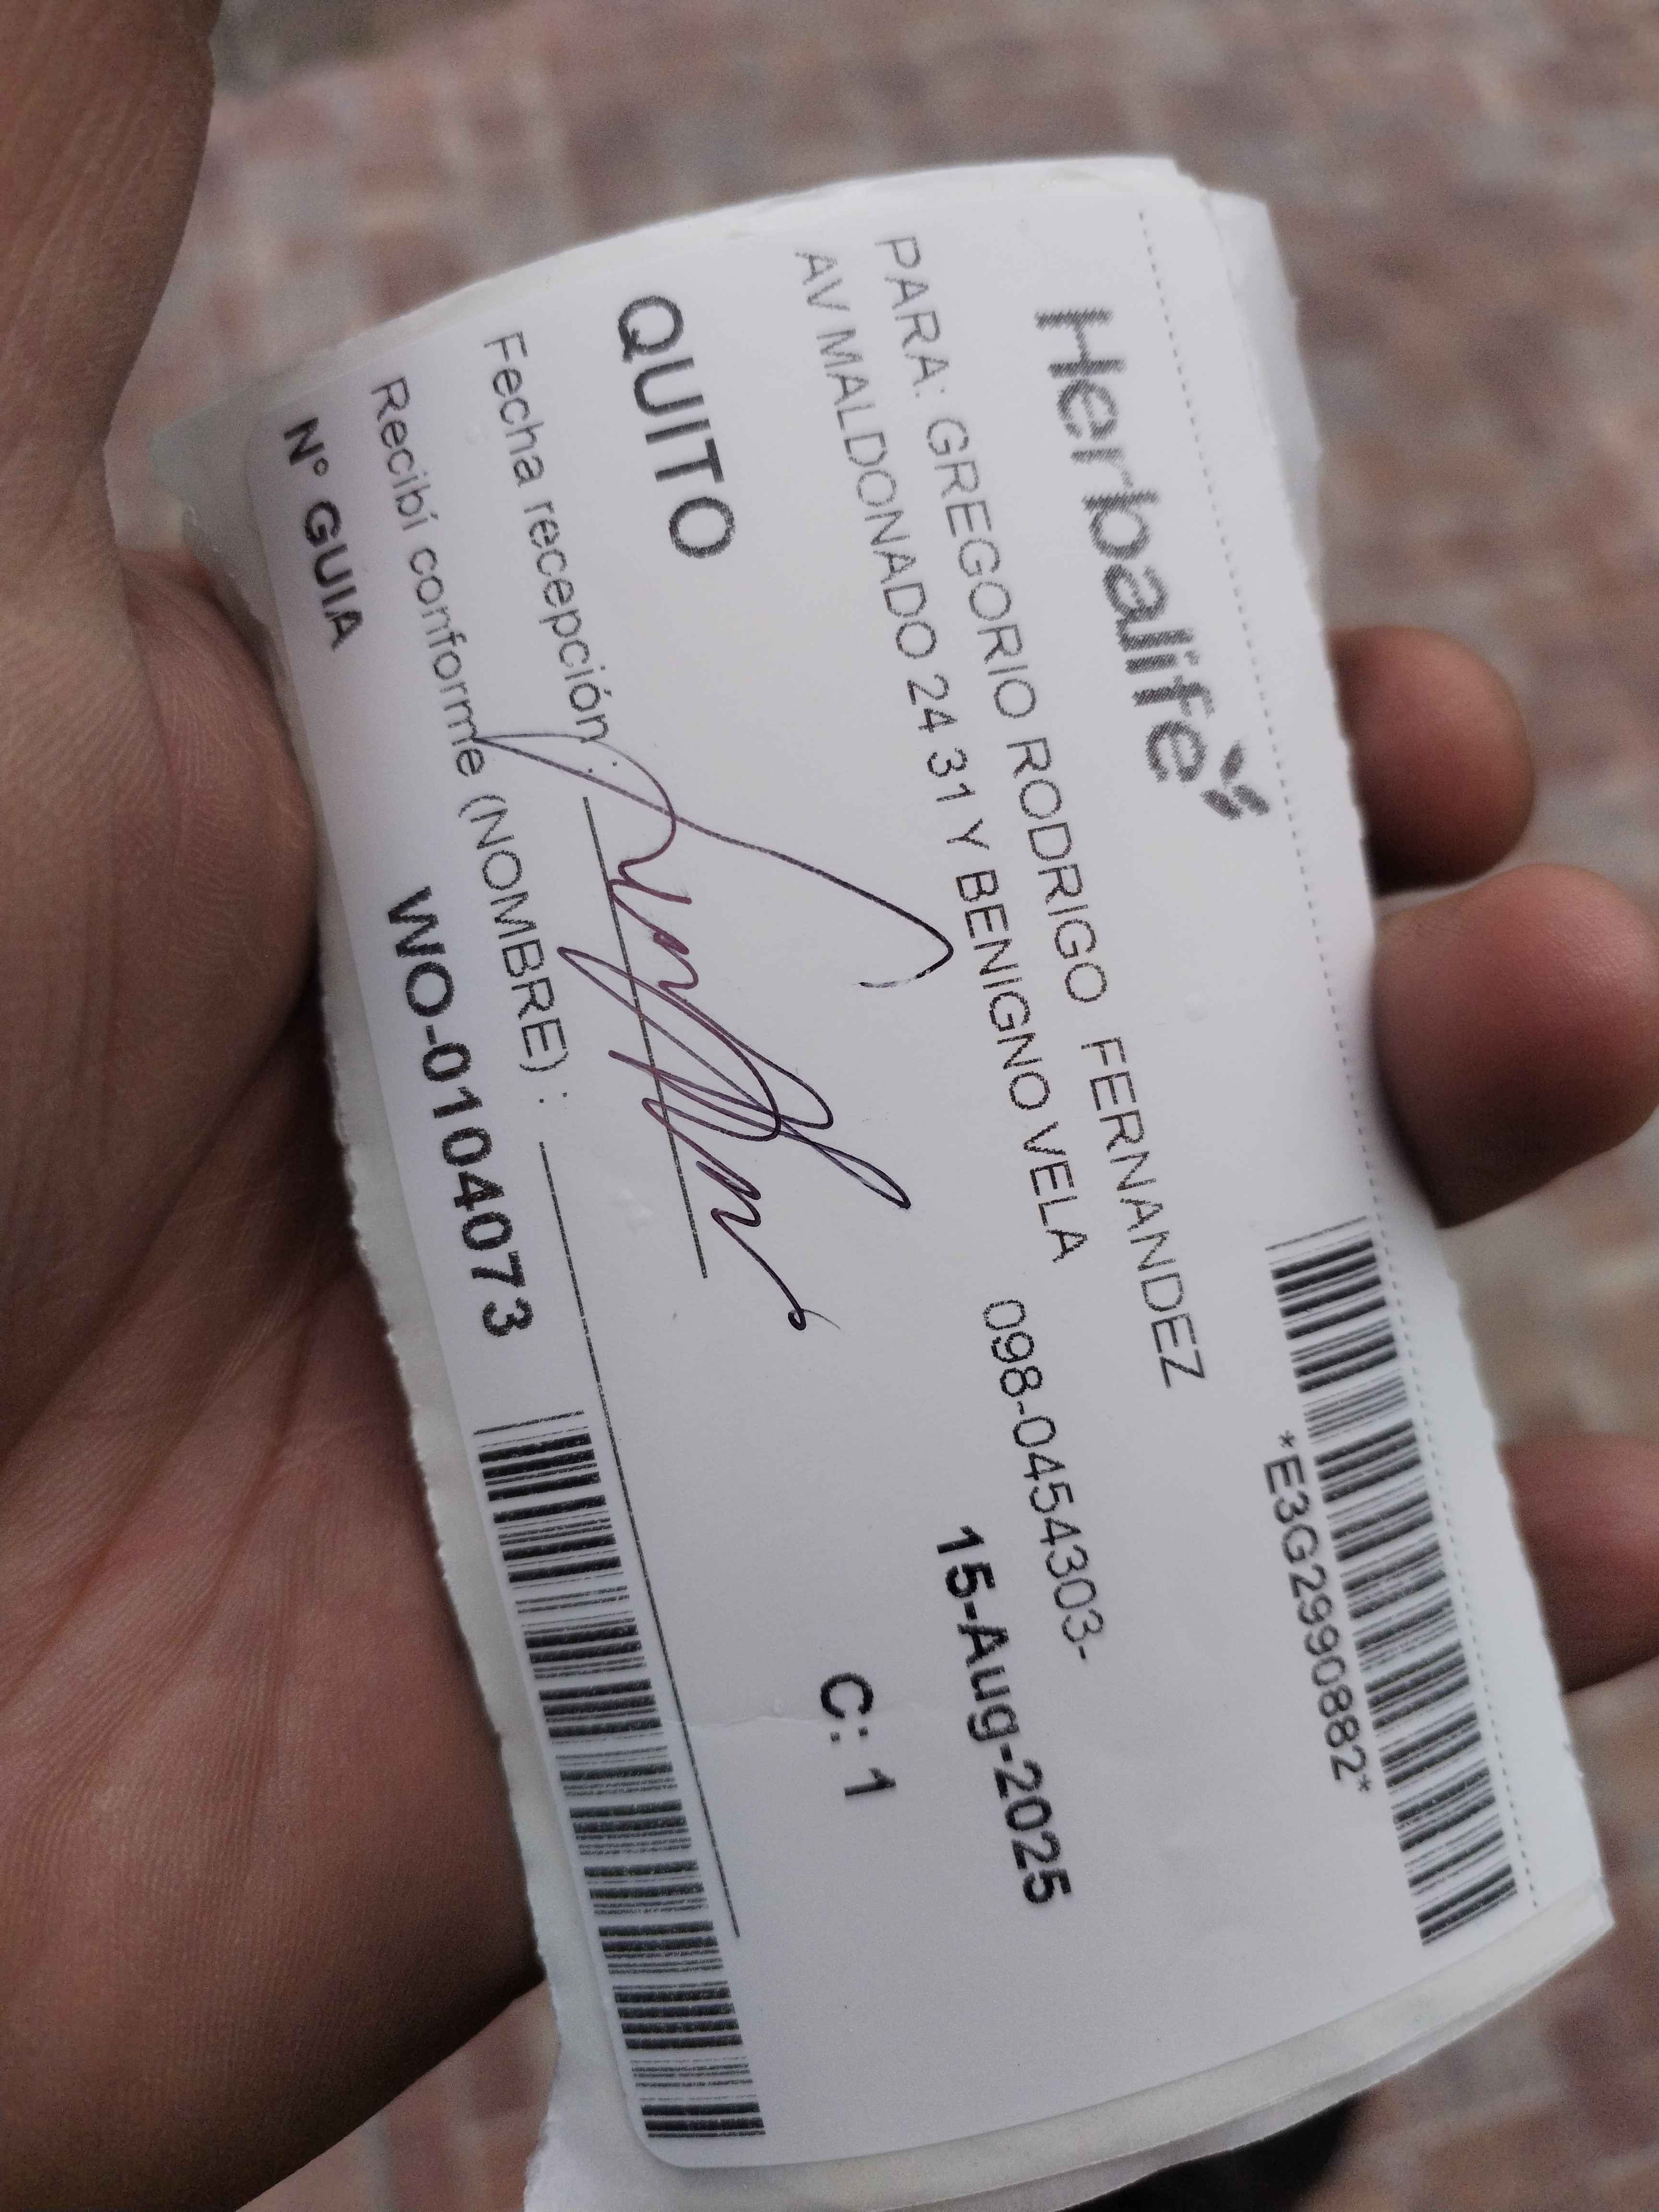 Herbalife
*E3G2990882*
PARA: GREGORIO RODRIGO FERNANDEZ
AV MALDONADO 24 31 Y BENIGNO VELA
098-0454303-
15-Aug-2025
QUITO
C: 1
Fecha recepción :
Recibí conforme (NOMBRE) :
N° GUIA WO-0104073